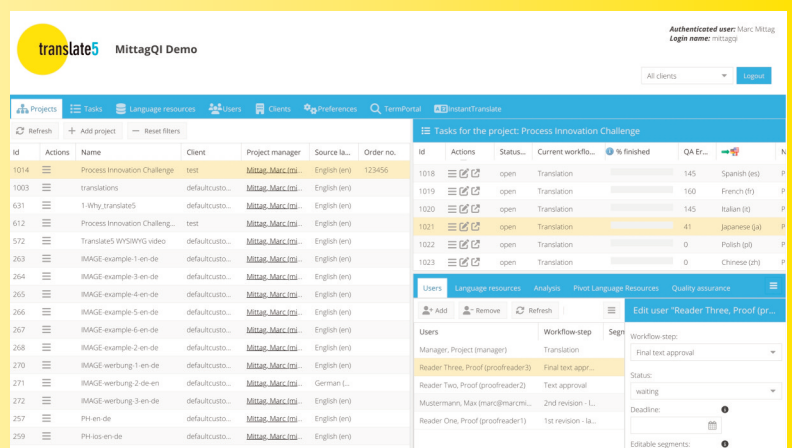 Authenticated user: Marc Mittag
Login name: mittagqi
translate5 MittagQI Demo
All clients Logout
Projects Tasks Language resources Users Clients Preferences TermPortal InstantTranslate
Refresh Add project Reset filters
Id Actions Name Client Project manager Source la... Order no.
1014 Process Innovation Challenge test Mittag, Marc (mi... English (en) 123456
1003 translations defaultcusto... Mittag, Marc (mi... English (en)
631 1-Why_translate5 defaultcusto... Mittag, Marc (mi... English (en)
612 Process Innovation Challeng... test Mittag, Marc (mi... English (en)
572 Translate5 WYSIWYG video defaultcusto... Mittag, Marc (mi... English (en)
263 IMAGE-example-1-en-de defaultcusto... Mittag, Marc (mi... English (en)
264 IMAGE-example-3-en-de defaultcusto... Mittag, Marc (mi... English (en)
265 IMAGE-example-4-en-de defaultcusto... Mittag, Marc (mi... English (en)
266 IMAGE-example-5-en-de defaultcusto... Mittag, Marc (mi... English (en)
267 IMAGE-example-6-en-de defaultcusto... Mittag, Marc (mi... English (en)
268 IMAGE-example-2-en-de defaultcusto... Mittag, Marc (mi... English (en)
270 IMAGE-werbung-1-en-de defaultcusto... Mittag, Marc (mi... English (en)
271 IMAGE-werbung-2-de-en defaultcusto... Mittag, Marc (mi... German (...
272 IMAGE-werbung-3-en-de defaultcusto... Mittag, Marc (mi... English (en)
257 PH-en-de defaultcusto... Mittag, Marc (mi... English (en)
259 PH-ios-en-de defaultcusto... Mittag, Marc (mi... English (en)
Tasks for the project: Process Innovation Challenge
Id Actions Status... Current workflo... % finished QA Er... N
1018 open Translation 145 Spanish (es) P
1019 open Translation 160 French (fr) P
1020 open Translation 145 Italian (it) P
1021 open Translation 41 Japanese (ja) P
1022 open Translation 0 Polish (pl) P
1023 open Translation 0 Chinese (zh) P
Users Language resources Analysis Pivot Language Resources Quality assurance
Add Remove Refresh
Users Workflow-step Segn
Manager, Project (manager) Translation
Reader Three, Proof (proofreader3) Final text appr...
Reader Two, Proof (proofreader2) Text approval
Mustermann, Max (marc@marcmi... 2nd revision - l...
Reader One, Proof (proofreader1) 1st revision - la...
Edit user "Reader Three, Proof (pr...
Workflow-step:
Final text approval
Status:
waiting
Deadline:
Editable segments: